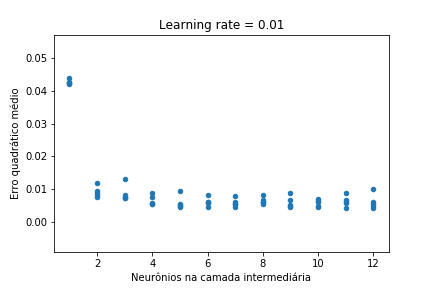 Learning rate = 0.01
0.05
0.04
0.03
0.02
0.01
0.00
Erro quadrático médio
2 4 6 8 10 12
Neurônios na camada intermediária